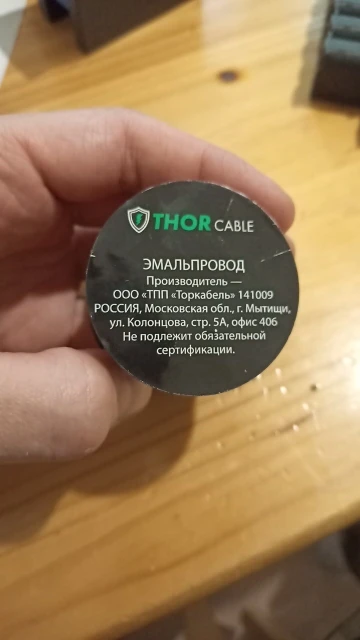 THOR CABLE
ЭМАЛЬПРОВОД
Производитель —
ООО «ТПП «Торкабель» 141009
РОССИЯ, Московская обл., г. Мытищи,
ул. Колонцова, стр. 5А, офис 406
Не подлежит обязательной
сертификации.